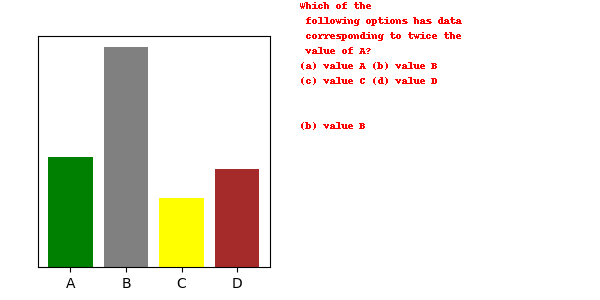 Which of the
following options has data
corresponding to twice the
value of A?
(a) value A (b) value B
(c) value C (d) value D
(b) value B
A B C D